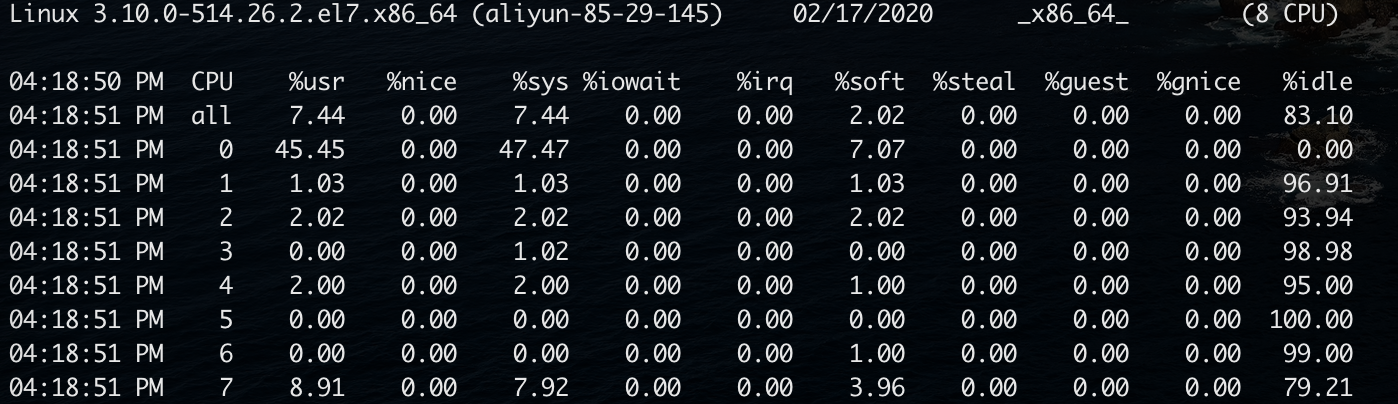 Linux 3.10.0-514.26.2.el7.x86_64 (aliyun-85-29-145) 02/17/2020 _x86_64_ (8 CPU)
04:18:50 PM CPU %usr %nice %sys %iowait %irq %soft %steal %guest %gnice %idle
04:18:51 PM all 7.44 0.00 7.44 0.00 0.00 2.02 0.00 0.00 0.00 83.10
04:18:51 PM 0 45.45 0.00 47.47 0.00 0.00 7.07 0.00 0.00 0.00 0.00
04:18:51 PM 1 1.03 0.00 1.03 0.00 0.00 1.03 0.00 0.00 0.00 96.91
04:18:51 PM 2 2.02 0.00 2.02 0.00 0.00 2.02 0.00 0.00 0.00 93.94
04:18:51 PM 3 0.00 0.00 1.02 0.00 0.00 0.00 0.00 0.00 0.00 98.98
04:18:51 PM 4 2.00 0.00 2.00 0.00 0.00 1.00 0.00 0.00 0.00 95.00
04:18:51 PM 5 0.00 0.00 0.00 0.00 0.00 0.00 0.00 0.00 0.00 100.00
04:18:51 PM 6 0.00 0.00 0.00 0.00 0.00 1.00 0.00 0.00 0.00 99.00
04:18:51 PM 7 8.91 0.00 7.92 0.00 0.00 3.96 0.00 0.00 0.00 79.21